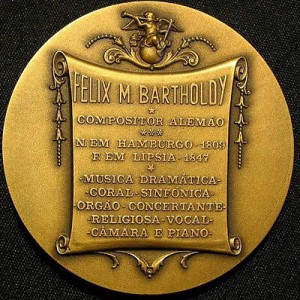 FELIX M. BARTHOLDY
*
COMPOSITOR ALEMÃO
***
N. EM HAMBURGO - 1809
F. EM LIPSIA - 1847
*
- MÚSICA DRAMÁTICA -
- CORAL - SINFÓNICA -
- ORGÃO - CONCERTANTE -
- RELIGIOSA - VOCAL -
- CÂMARA E PIANO -